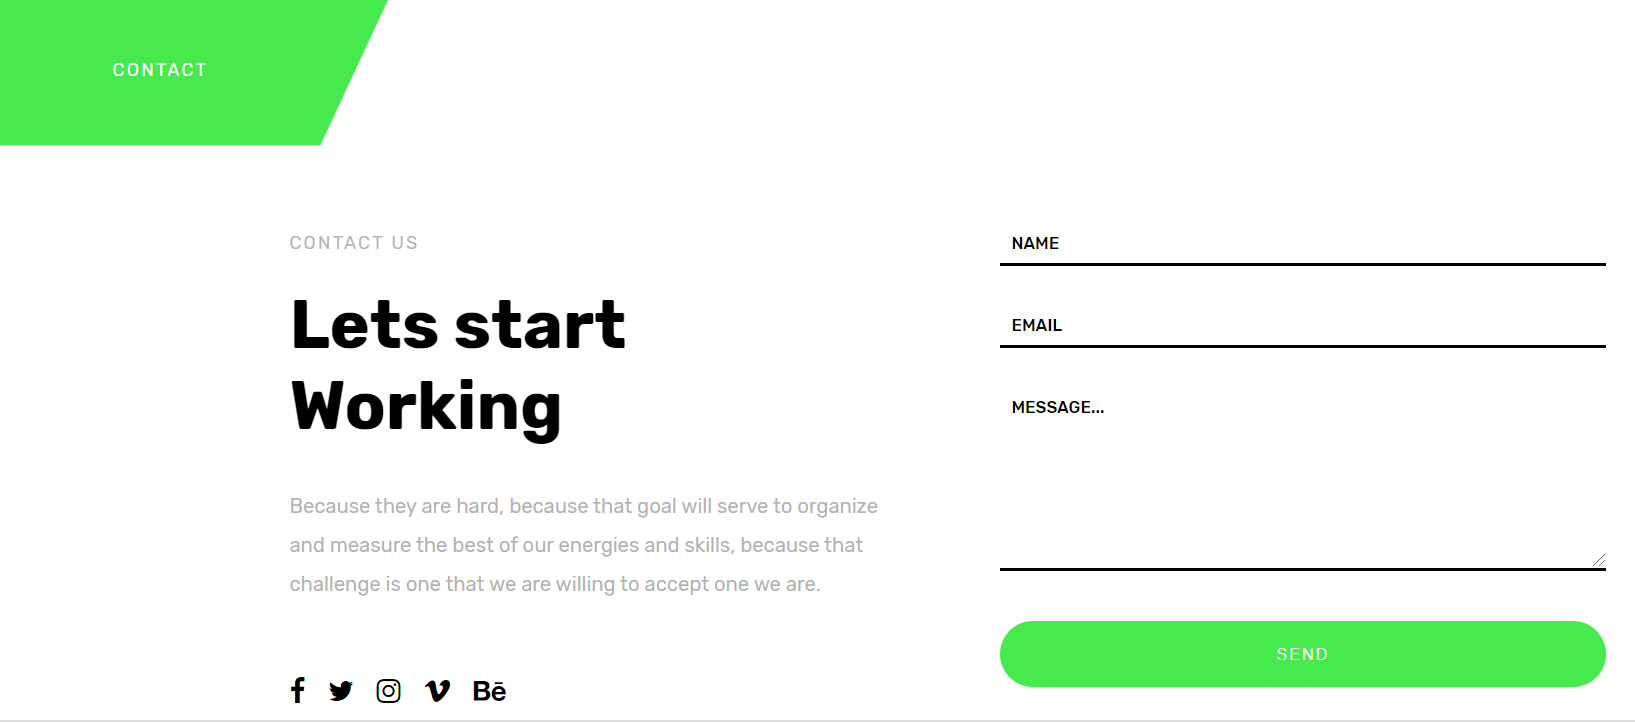 CONTACT
CONTACT US
Lets start
Working
Because they are hard, because that goal will serve to organize
and measure the best of our energies and skills, because that
challenge is one that we are willing to accept one we are.
Bē
NAME
EMAIL
MESSAGE...
SEND